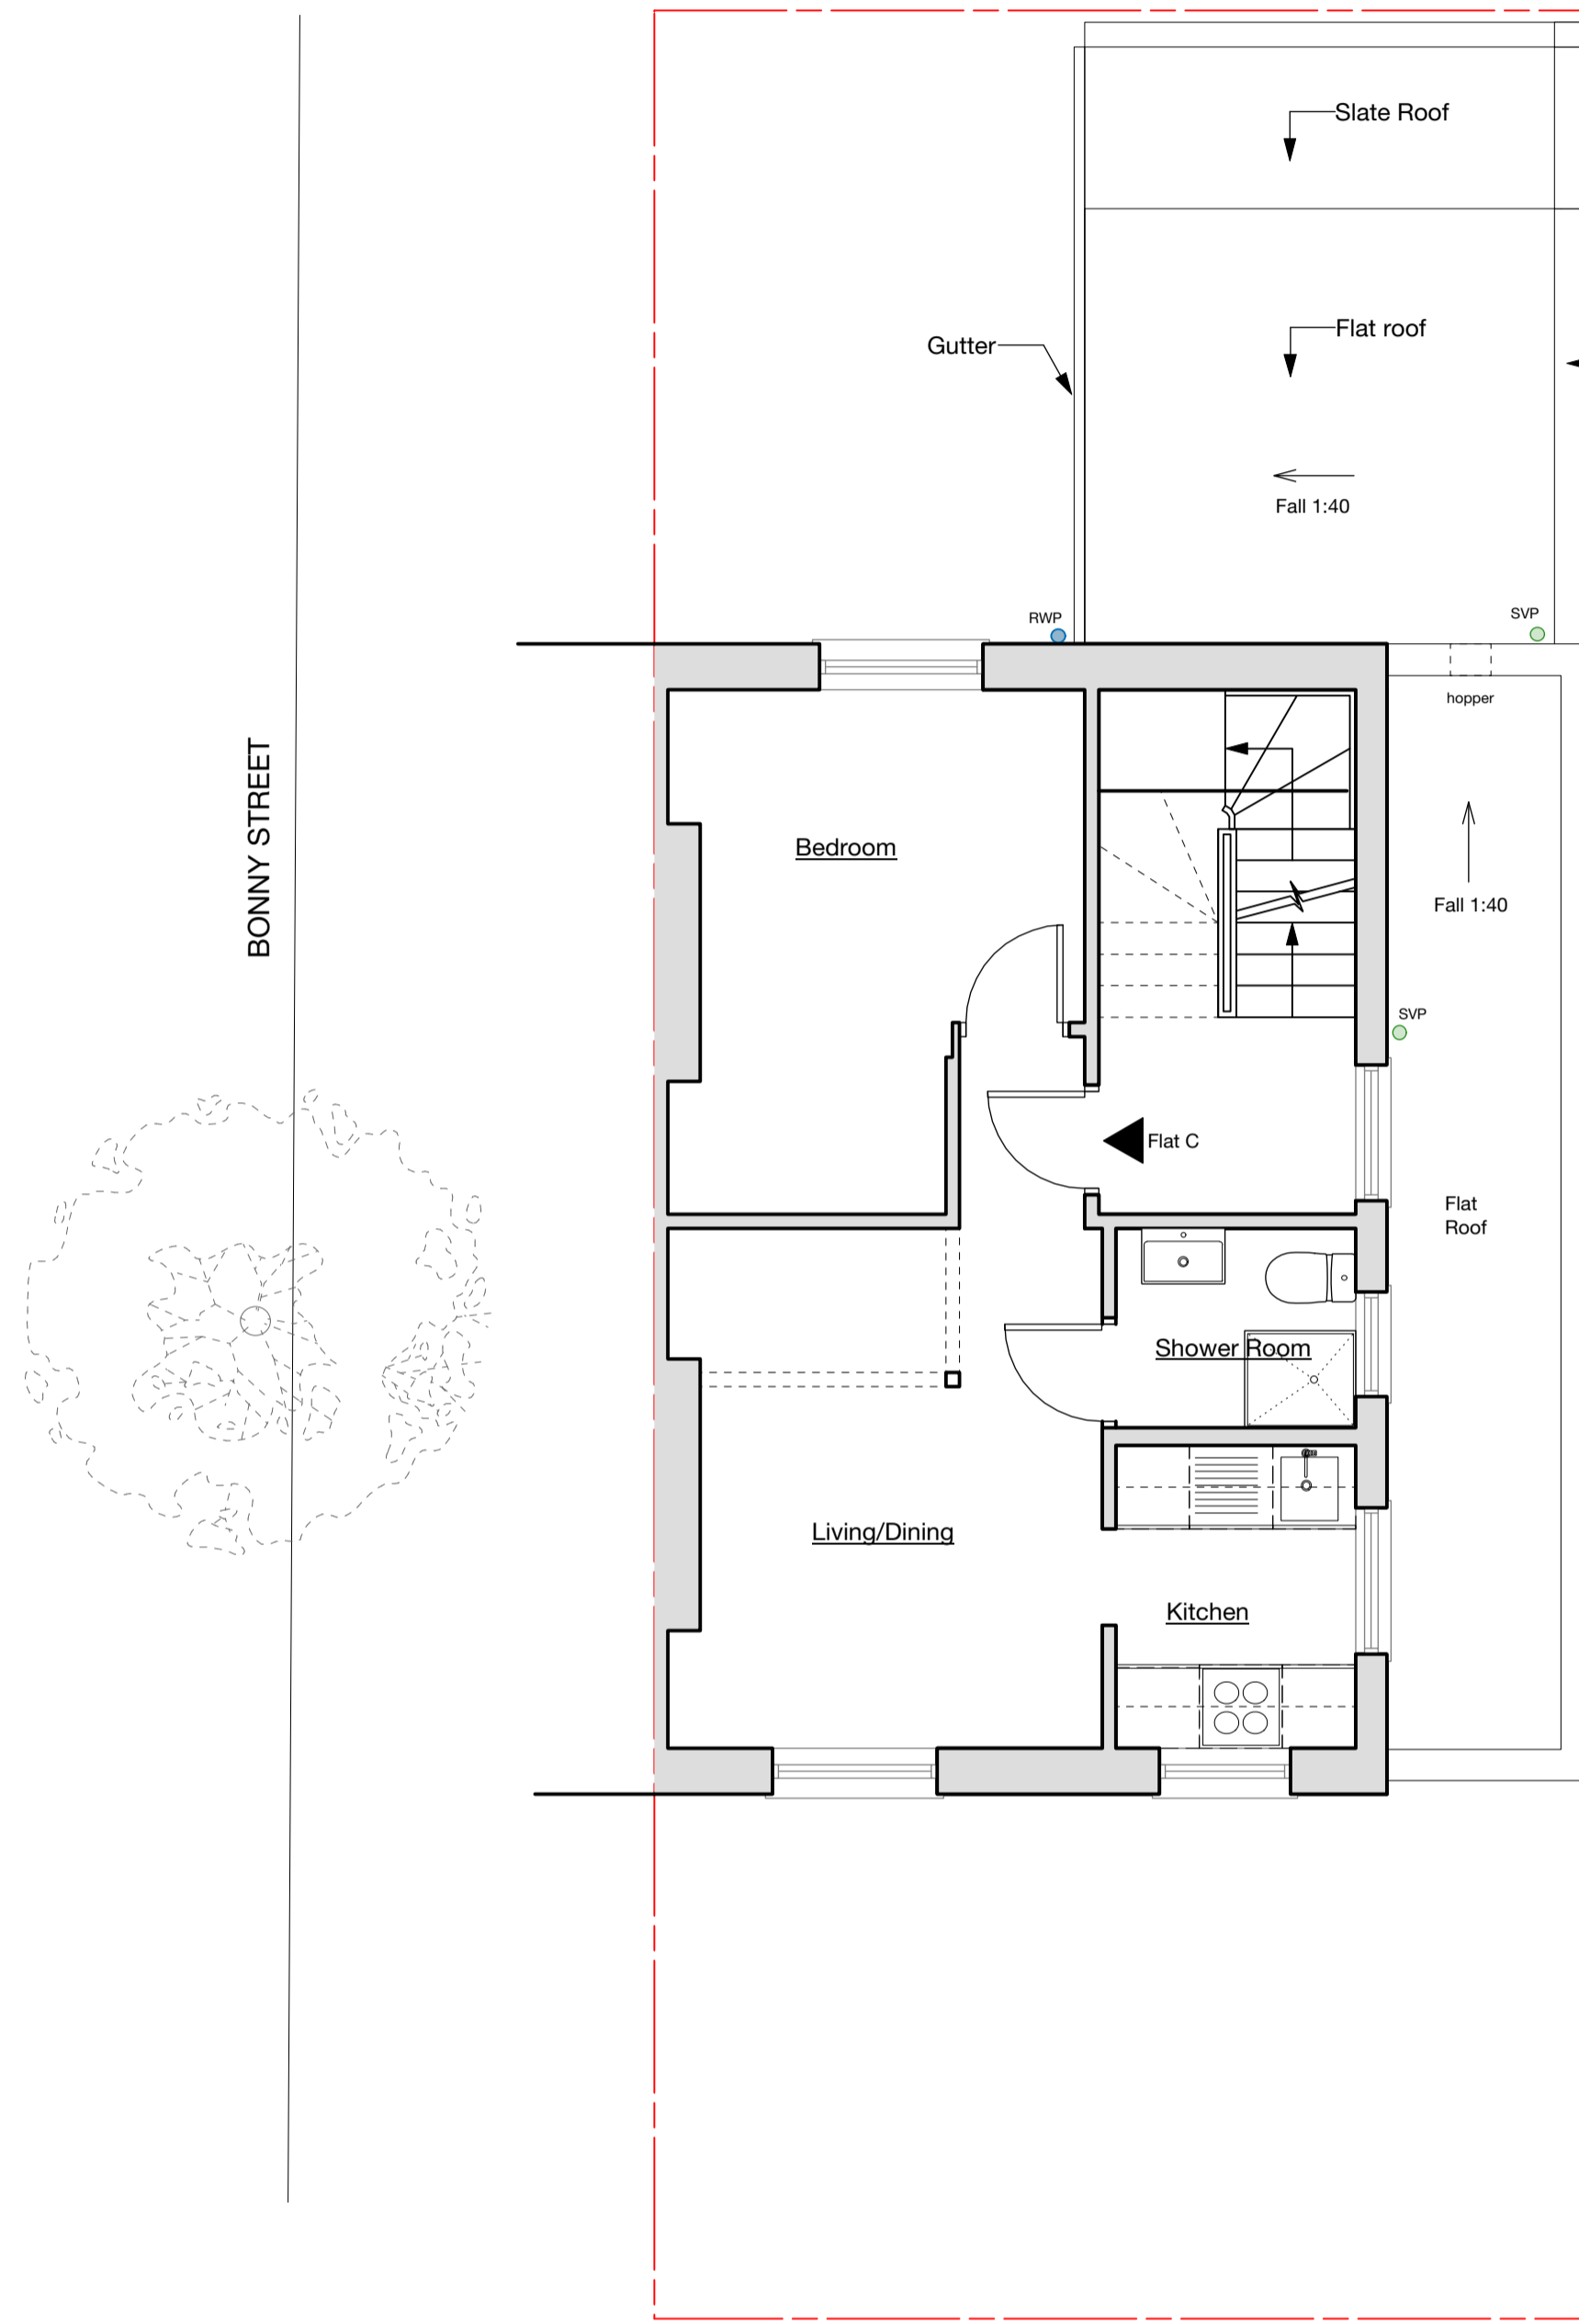 Slate Roof
Flat roof
Gutter
Fall 1:40
RWP
SVP
hopper
BONNY STREET
Bedroom
Fall 1:40
SVP
Flat C
Flat
Roof
Shower Room
Living/Dining
Kitchen